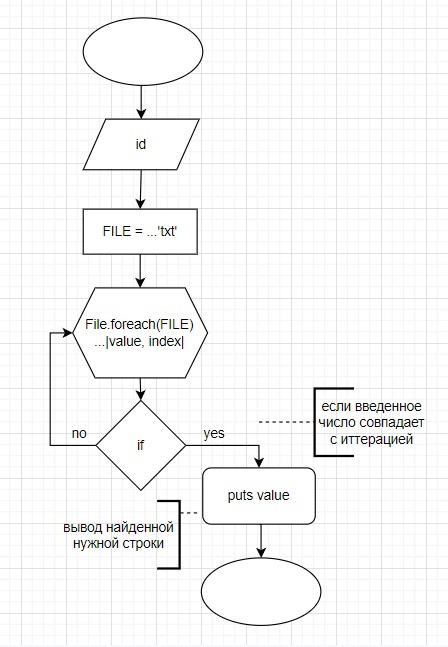 id
FILE = ...'txt'
File.foreach(FILE)
...|value, index|
if
no
yes
если введенное
число совпадает
с иттерацией
puts value
вывод найденной
нужной строки